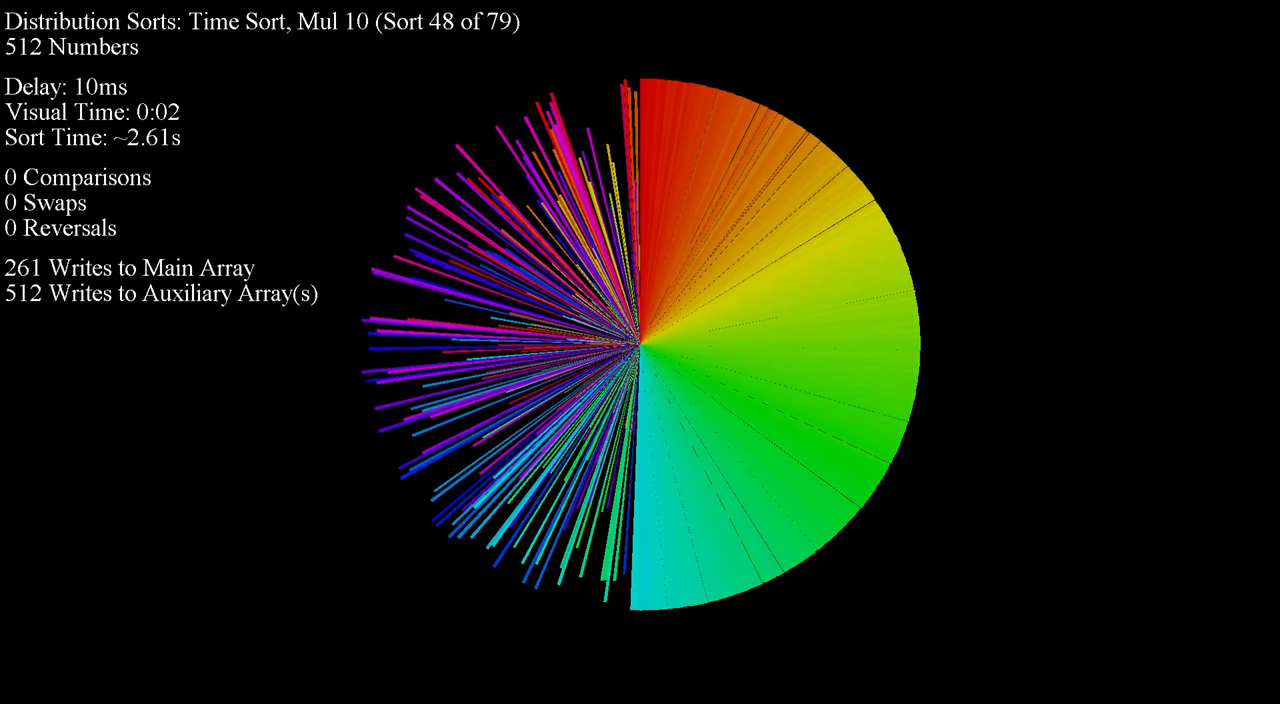 Distribution Sorts: Time Sort, Mul 10 (Sort 48 of 79)
512 Numbers
Delay: 10ms
Visual Time: 0:02
Sort Time: ~2.61s
0 Comparisons
0 Swaps
0 Reversals
261 Writes to Main Array
512 Writes to Auxiliary Array(s)